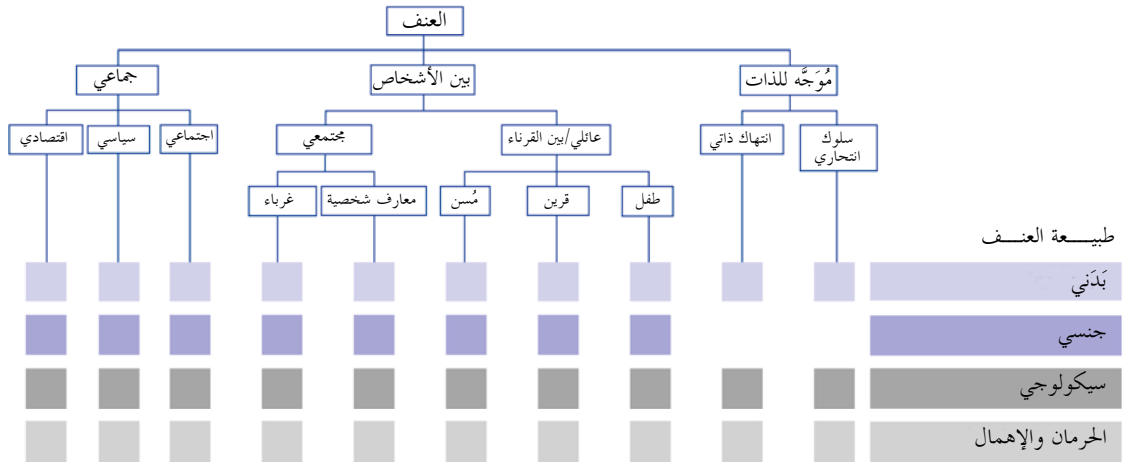 العنف
مُوَجَّه للذات
بين الأشخاص
جماعي
سلوك
انتحاري
انتهاك ذاتي
عائلي/بين القرناء
مجتمعي
اجتماعي
سياسي
اقتصادي
طفل
قرين
مُسن
معارف شخصية
غرباء
طبيـــعة العنـــف
بَدَني
جنسي
سيكولوجي
الحرمان والإهمال